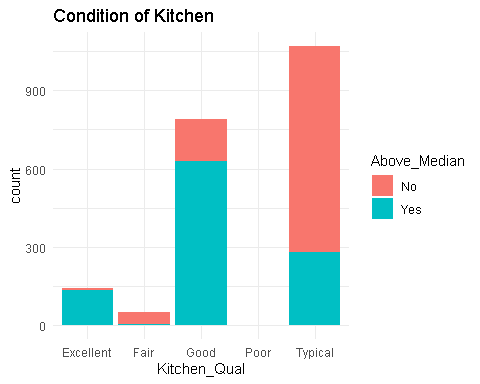 Condition of Kitchen
900
600
300
0
count
Excellent Fair Good Poor Typical
Kitchen_Qual
Above_Median
No
Yes